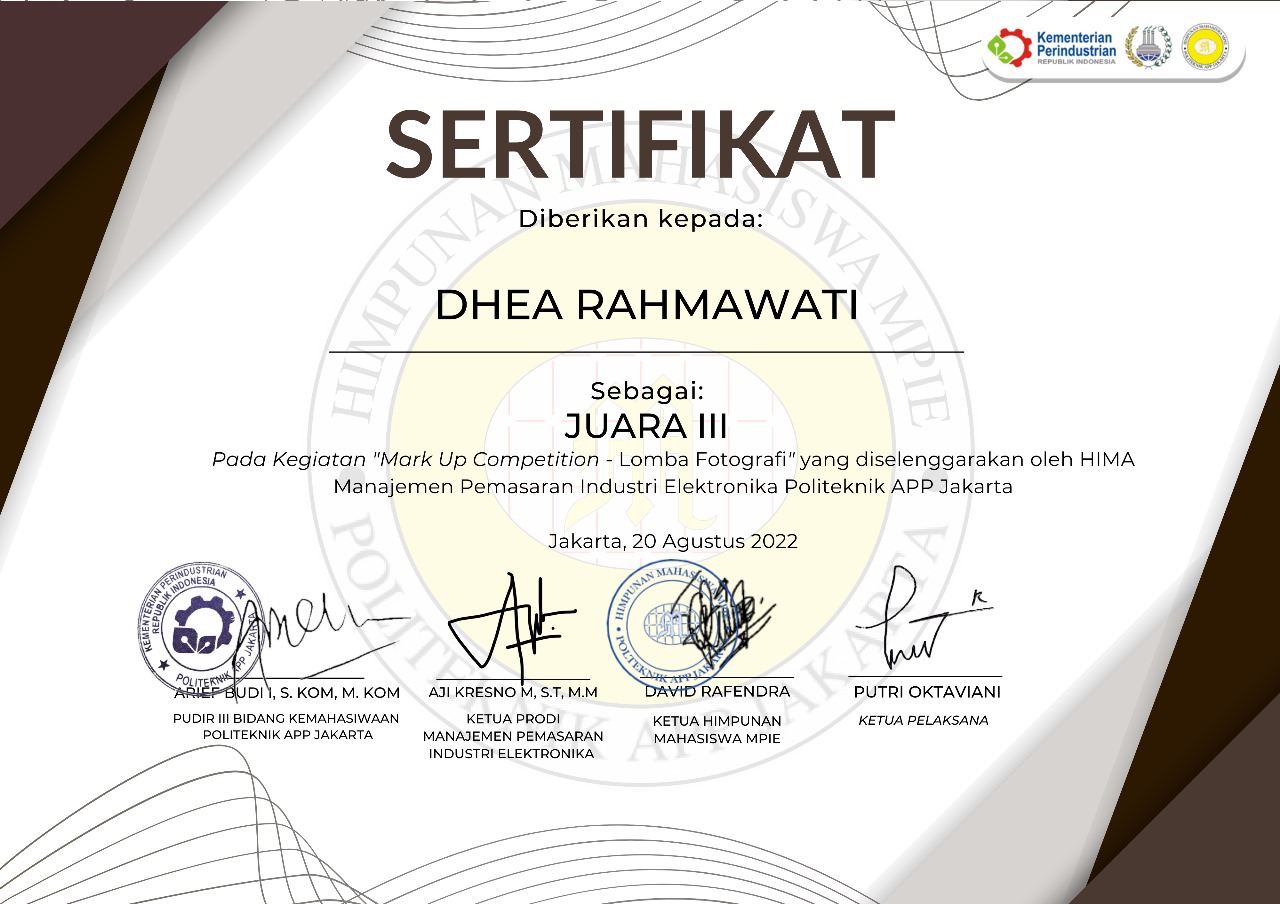 Kementerian
Perindustrian
REPUBLIK INDONESIA
SERTIFIKAT
Diberikan kepada:
DHEA RAHMAWATI
Sebagai:
JUARA III
Pada Kegiatan "Mark Up Competition - Lomba Fotografi" yang diselenggarakan oleh HIMA
Manajemen Pemasaran Industri Elektronika Politeknik APP Jakarta
Jakarta, 20 Agustus 2022
HIMPUNAN MAHASISWA MPIE
POLITEKNIK APP JAKARTA
KEMENTERIAN PERINDUSTRIAN
REPUBLIK INDONESIA
POLITEKNIK APP JAKARTA
HIMPUNAN MAHASISWA MPIE
POLITEKNIK APP JAKARTA
ARIEF BUDI I, S. KOM, M. KOM
PUDIR III BIDANG KEMAHASIWAAN
POLITEKNIK APP JAKARTA
AJI KRESNO M, S.T, M.M
KETUA PRODI
MANAJEMEN PEMASARAN
INDUSTRI ELEKTRONIKA
DAVID RAFENDRA
KETUA HIMPUNAN
MAHASISWA MPIE
PUTRI OKTAVIANI
KETUA PELAKSANA